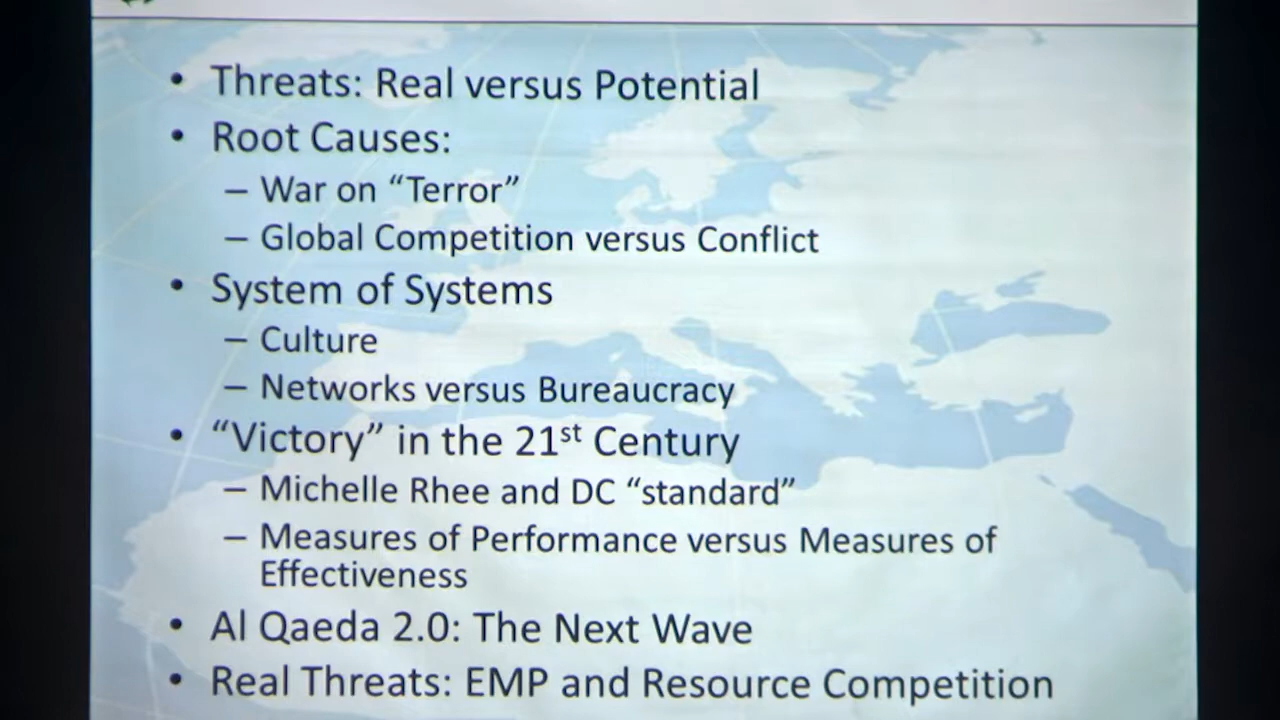 • Threats: Real versus Potential
• Root Causes:
– War on “Terror”
– Global Competition versus Conflict
• System of Systems
– Culture
– Networks versus Bureaucracy
• “Victory” in the 21st Century
– Michelle Rhee and DC “standard”
– Measures of Performance versus Measures of
Effectiveness
• Al Qaeda 2.0: The Next Wave
• Real Threats: EMP and Resource Competition